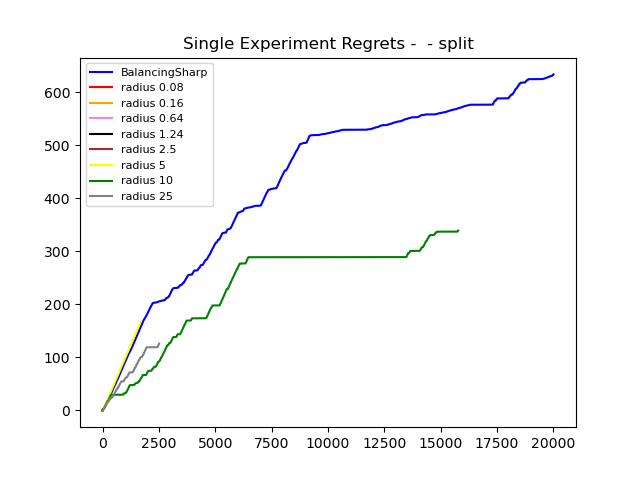 Single Experiment Regrets -  - split
BalancingSharp
radius 0.08
radius 0.16
radius 0.64
radius 1.24
radius 2.5
radius 5
radius 10
radius 25
600
500
400
300
200
100
0
0 2500 5000 7500 10000 12500 15000 17500 20000